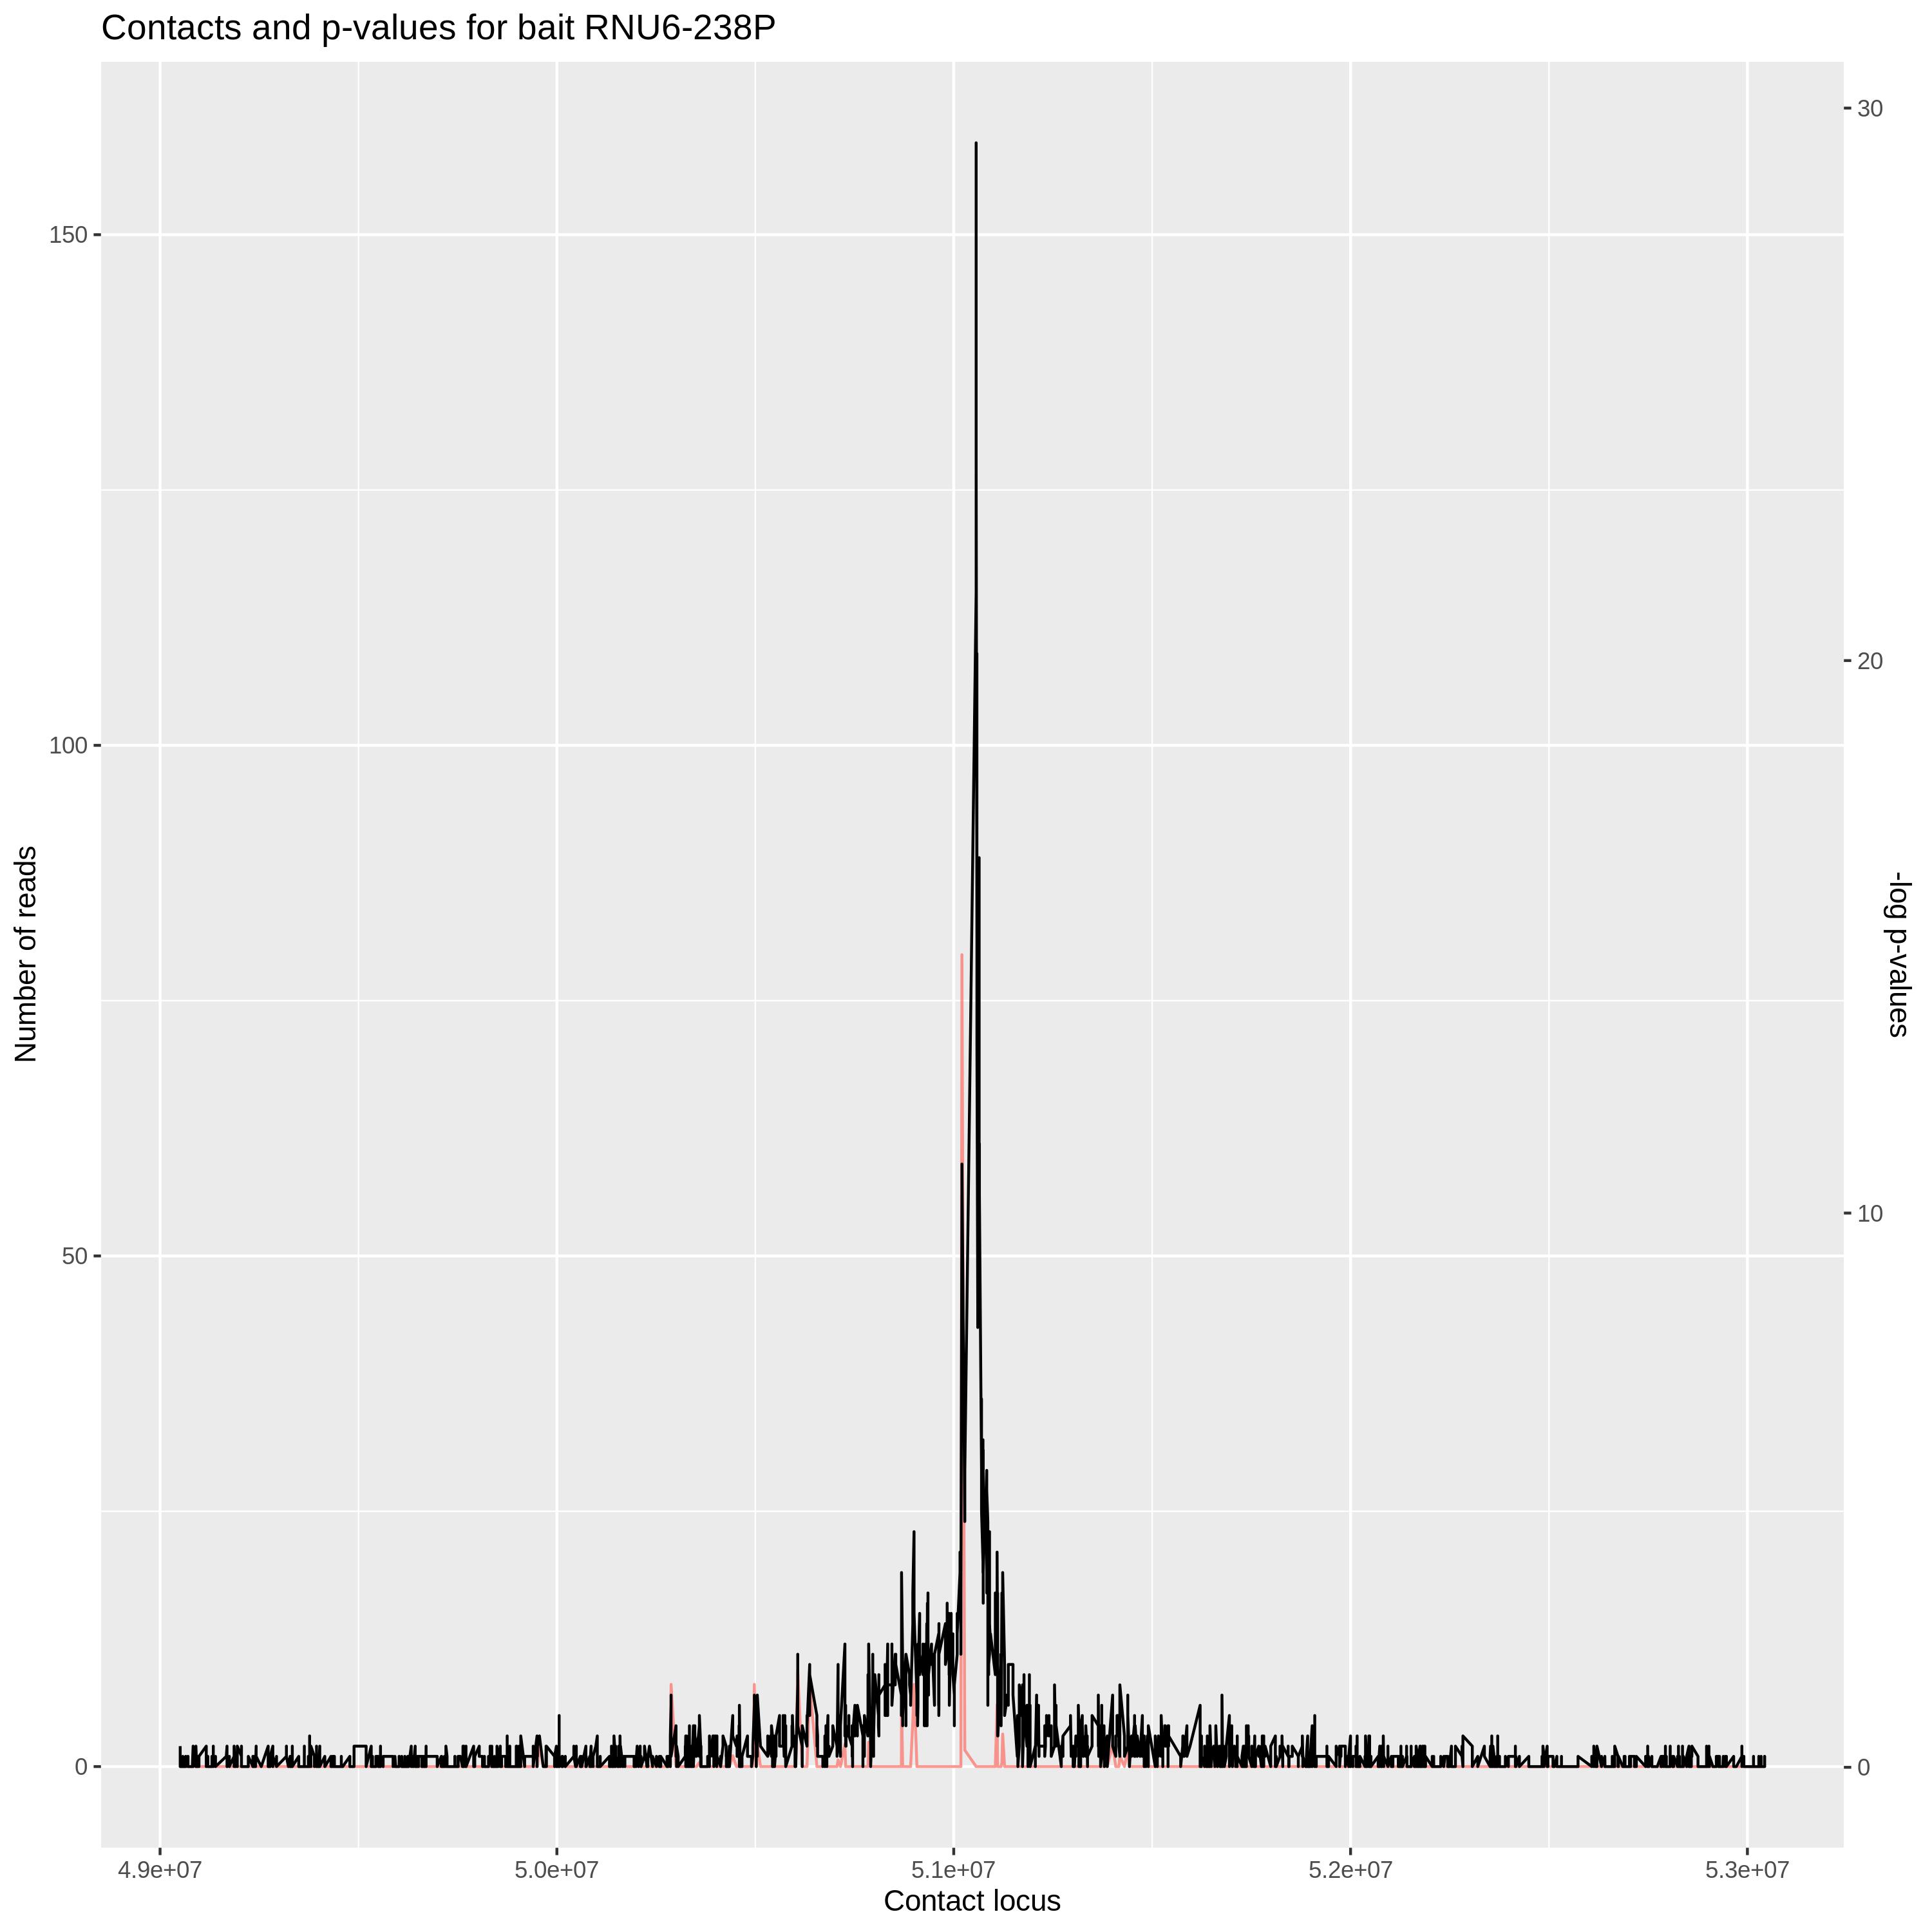 Contacts and p-values for bait RNU6-238P
150
100
50
0
Number of reads
30
20
10
0
-log p-values
4.9e+07
5.0e+07
5.1e+07
5.2e+07
5.3e+07
Contact locus